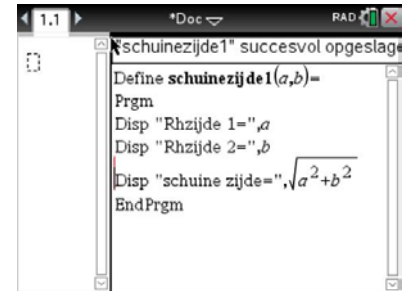 1.1 *Doc RAD
"schuinezijde1" succesvol opgeslage
Define schuinezijde1(a,b)=
Prgm
Disp "Rhzijde 1=",a
Disp "Rhzijde 2=",b
Disp "schuine zijde=",√a²+b²
EndPrgm